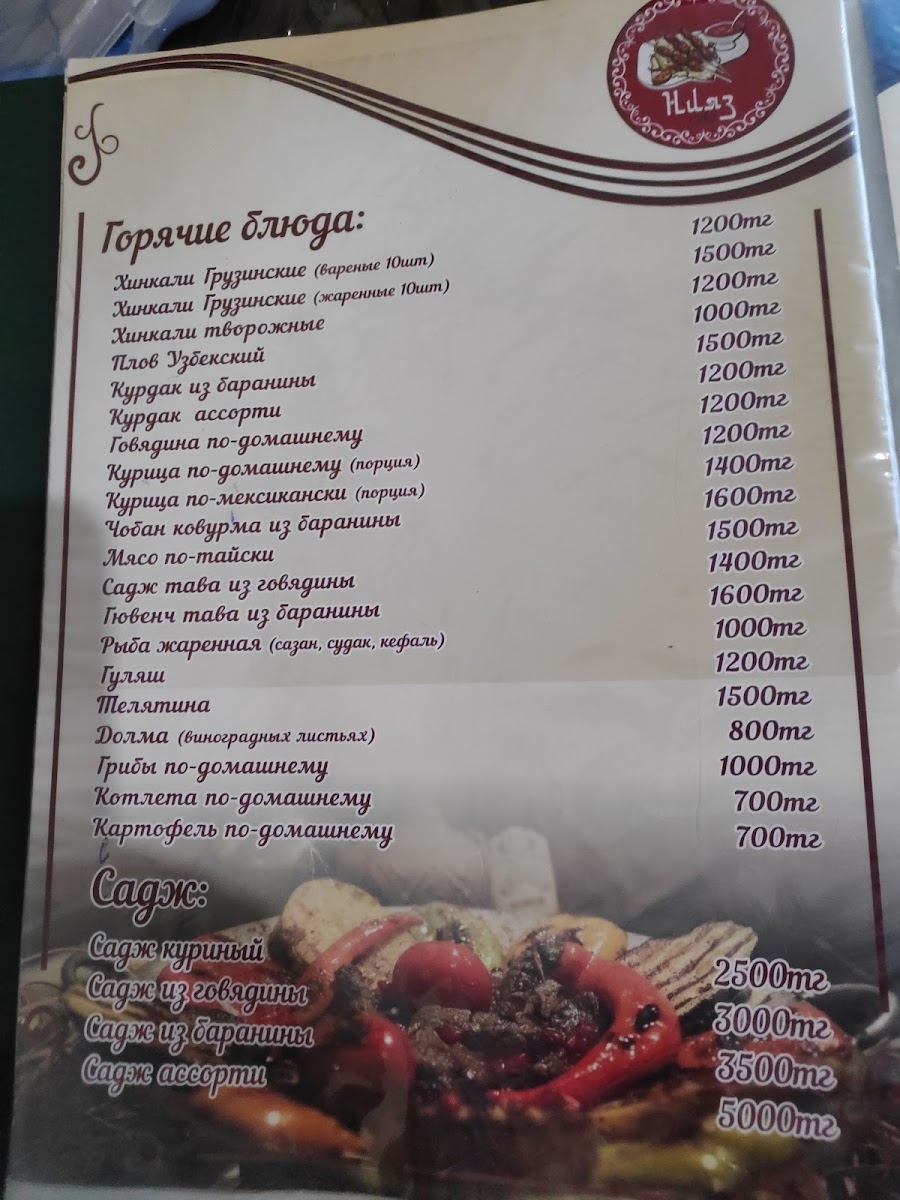 Нияз
Горячие блюда:
Хинкали Грузинские (вареные 10шт) 1200тг
Хинкали Грузинские (жаренные 10шт) 1500тг
Хинкали творожные 1200тг
Плов Узбекский 1000тг
Курдак из баранины 1500тг
Курдак ассорти 1200тг
Говядина по-домашнему 1200тг
Курица по-домашнему (порция) 1200тг
Курица по-мексикански (порция) 1400тг
Чобан ковурма из баранины 1600тг
Мясо по-тайски 1500тг
Садж тава из говядины 1400тг
Гювенч тава из баранины 1600тг
Рыба жаренная (сазан, судак, кефаль) 1000тг
Гуляш 1200тг
Телятина 1500тг
Долма (виноградных листьях) 800тг
Грибы по-домашнему 1000тг
Котлета по-домашнему 700тг
Картофель по-домашнему 700тг
Садж:
Садж куриный 2500тг
Садж из говядины 3000тг
Садж из баранины 3500тг
Садж ассорти 5000тг